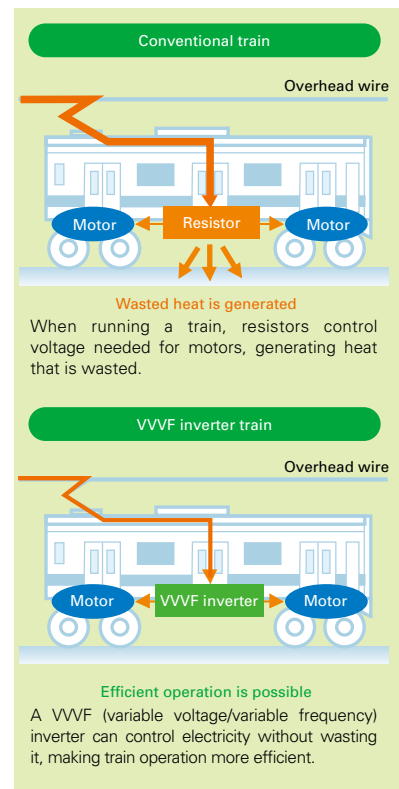 Conventional train
Overhead wire
Motor
Resistor
Motor
Wasted heat is generated
When running a train, resistors control
voltage needed for motors, generating heat
that is wasted.
VVVF inverter train
Overhead wire
Motor
VVVF inverter
Motor
Efficient operation is possible
A VVVF (variable voltage/variable frequency)
inverter can control electricity without wasting
it, making train operation more efficient.